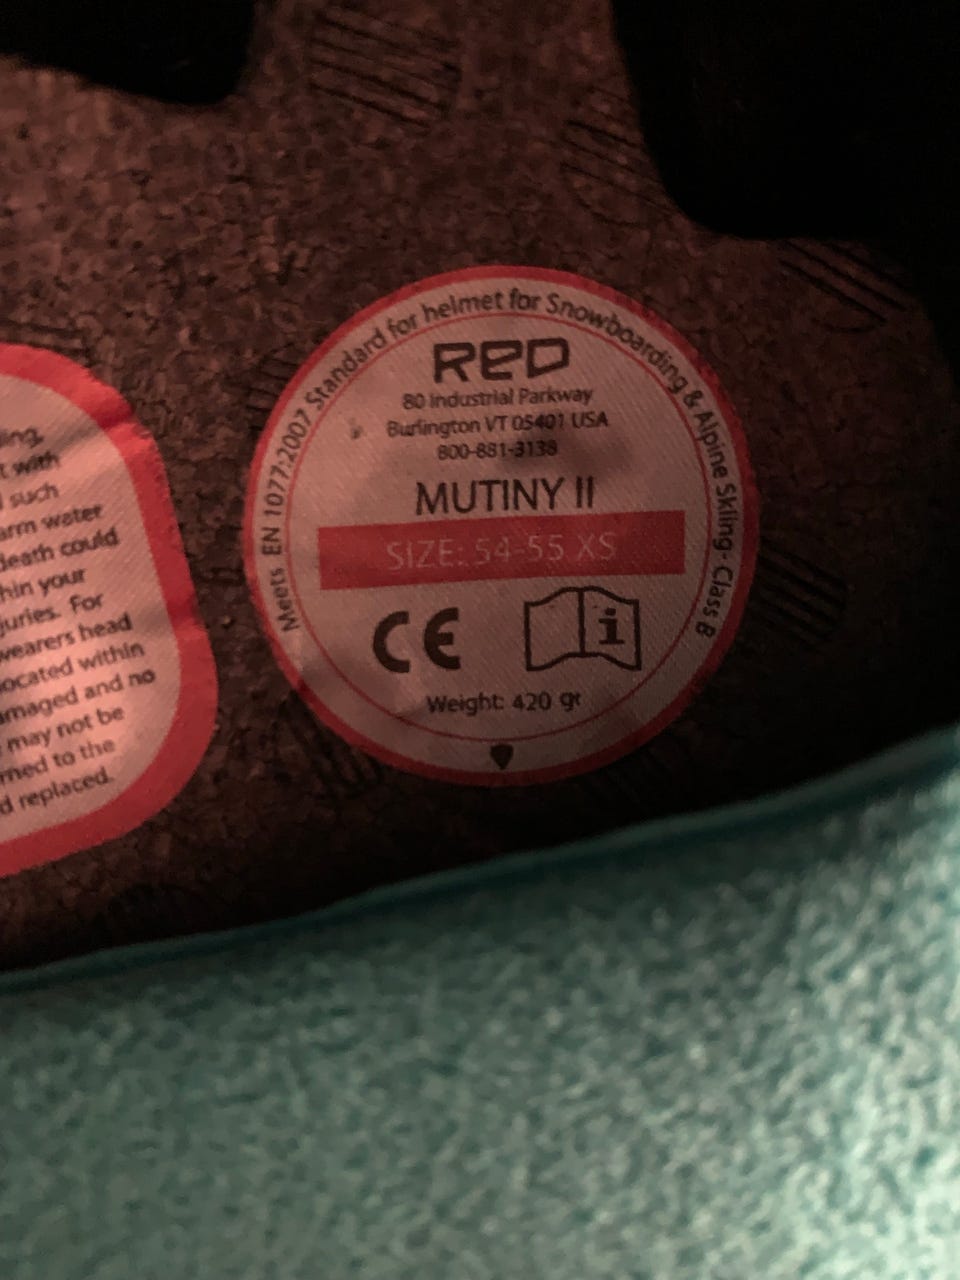 ling,
t with
such
arm water
death could
hin your
juries. For
wearers head
ocated within
amaged and no
may not be
rned to the
d replaced.
Meets EN 1077:2007 Standard for helmet for Snowboarding & Alpine Skiing - Class B
RED
80 Industrial Parkway
Burlington VT 05401 USA
800-881-3138
MUTINY II
SIZE: 54-55 XS
CE
i
Weight: 420 gr